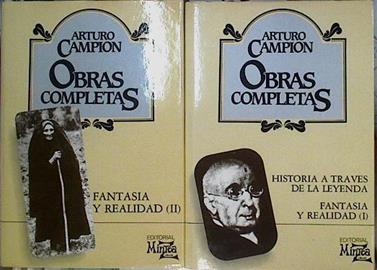 ARTURO
CAMPION
OBRAS
COMPLETAS
FANTASIA
Y REALIDAD (II)
EDITORIAL
Mintzoa
ARTURO
CAMPION
OBRAS
COMPLETAS
HISTORIA A TRAVES
DE LA LEYENDA
FANTASIA
Y REALIDAD (I)
EDITORIAL